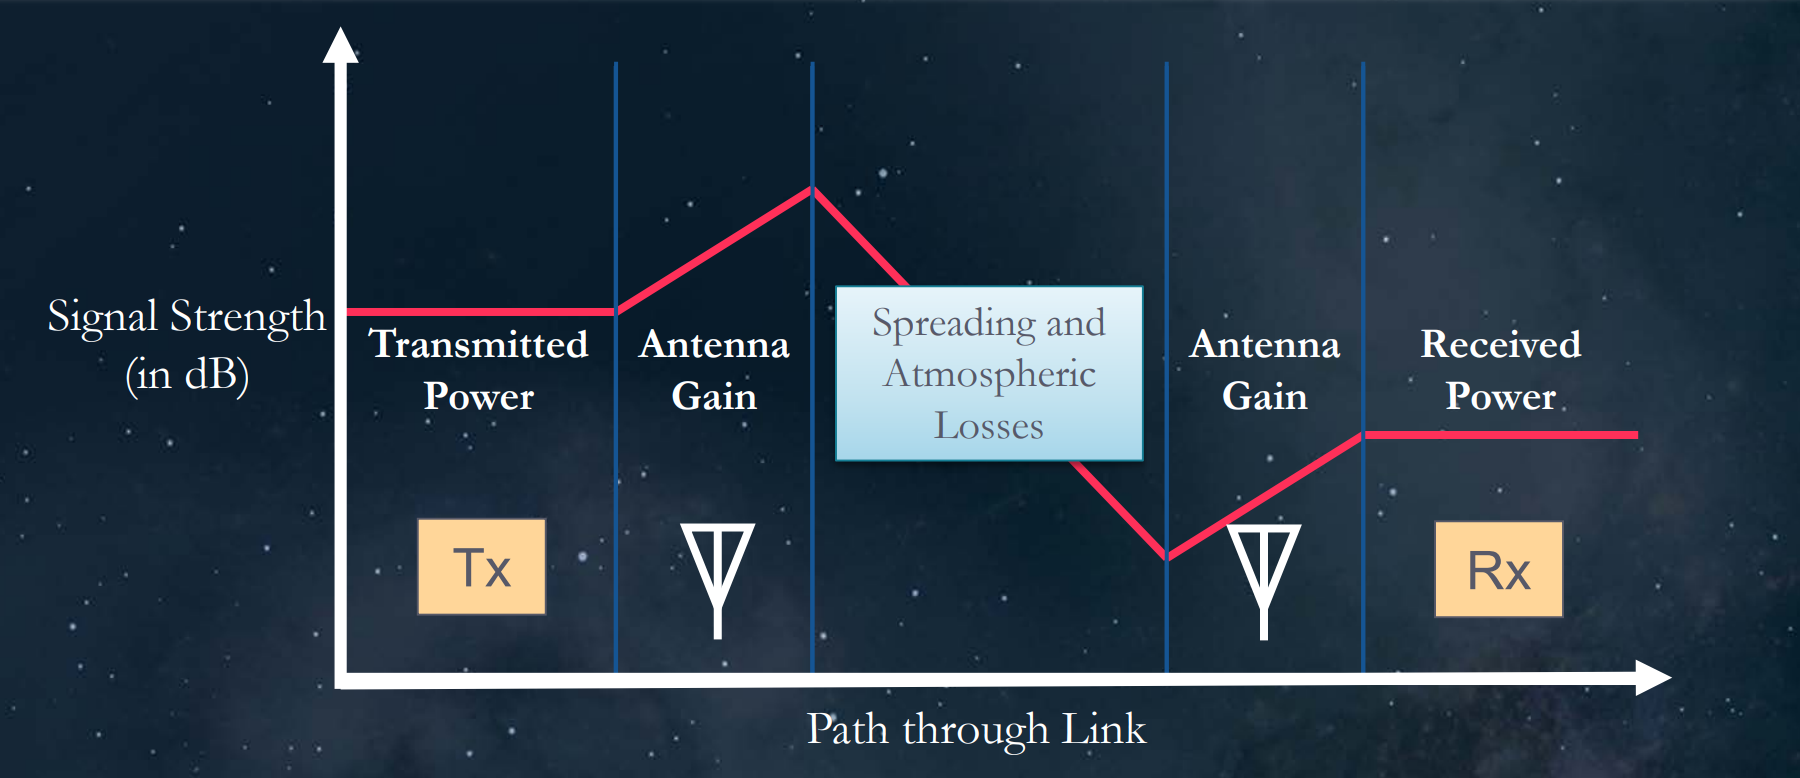 Signal Strength
(in dB)
Transmitted
Power
Antenna
Gain
Spreading and
Atmospheric
Losses
Antenna
Gain
Received
Power
Tx
Rx
Path through Link